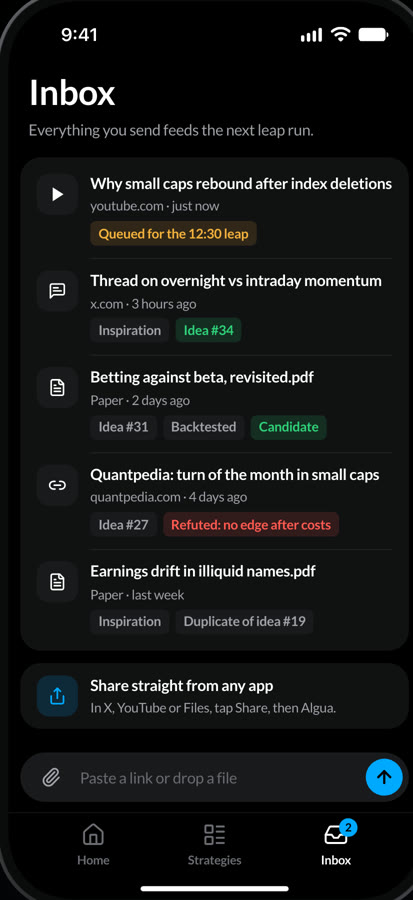 9:41
Inbox
Everything you send feeds the next leap run.
Why small caps rebound after index deletions
youtube.com · just now
Queued for the 12:30 leap
Thread on overnight vs intraday momentum
x.com · 3 hours ago
Inspiration Idea #34
Betting against beta, revisited.pdf
Paper · 2 days ago
Idea #31 Backtested Candidate
Quantpedia: turn of the month in small caps
quantpedia.com · 4 days ago
Idea #27 Refuted: no edge after costs
Earnings drift in illiquid names.pdf
Paper · last week
Inspiration Duplicate of idea #19
Share straight from any app
In X, YouTube or Files, tap Share, then Algua.
Paste a link or drop a file
2
Home Strategies Inbox